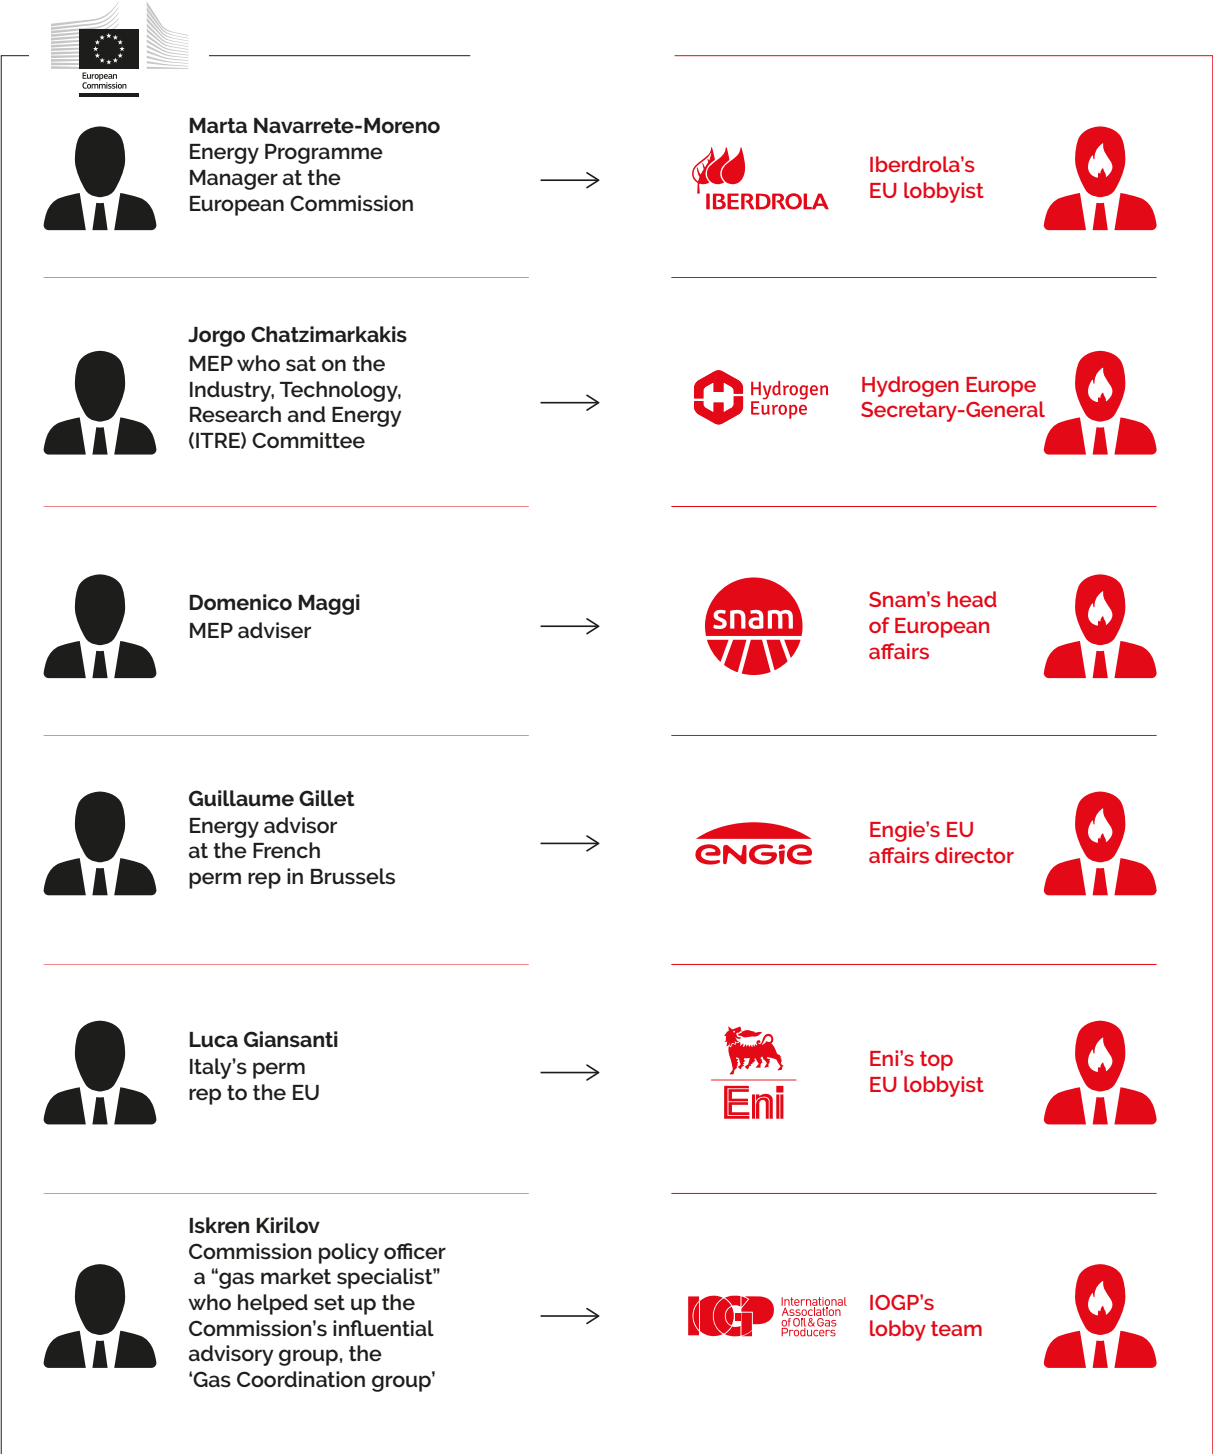 European
Commission
Marta Navarrete-Moreno
Energy Programme
Manager at the
European Commission
IBERDROLA
Iberdrola's
EU lobbyist
Jorgo Chatzimarkakis
MEP who sat on the
Industry, Technology,
Research and Energy
(ITRE) Committee
Hydrogen
Europe
Hydrogen Europe
Secretary-General
Domenico Maggi
MEP adviser
snam
Snam's head
of European
affairs
Guillaume Gillet
Energy advisor
at the French
perm rep in Brussels
ENGiE
Engie's EU
affairs director
Luca Giansanti
Italy's perm
rep to the EU
Eni
Eni's top
EU lobbyist
Iskren Kirilov
Commission policy officer
a “gas market specialist”
who helped set up the
Commission's influential
advisory group, the
‘Gas Coordination group’
IOGP
International
Association
of Oil & Gas
Producers
IOGP's
lobby team